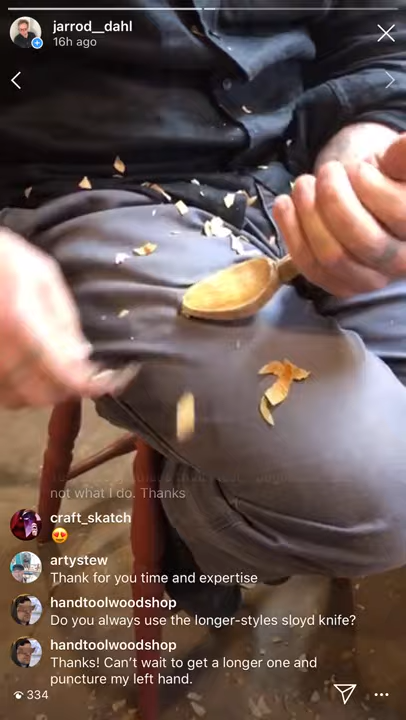 jarrod__dahl
16h ago
not what I do. Thanks
craft_skatch
😍
artystew
Thank for you time and expertise
handtoolwoodshop
Do you always use the longer-styles sloyd knife?
handtoolwoodshop
Thanks! Can't wait to get a longer one and
puncture my left hand.
334